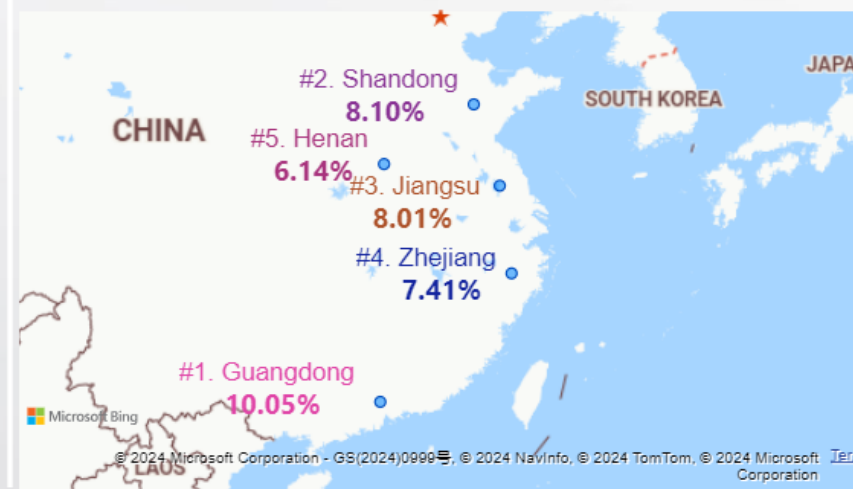 #2. Shandong
8.10%
JAPA
SOUTH KOREA
CHINA
#5. Henan
6.14%
#3. Jiangsu
8.01%
#4. Zhejiang
7.41%
#1. Guangdong
10.05%
Microsoft Bing
LAOS
© 2024 Microsoft Corporation - GS(2024)0999号, © 2024 NavInfo, © 2024 TomTom, © 2024 Microsoft Corporation
Ter